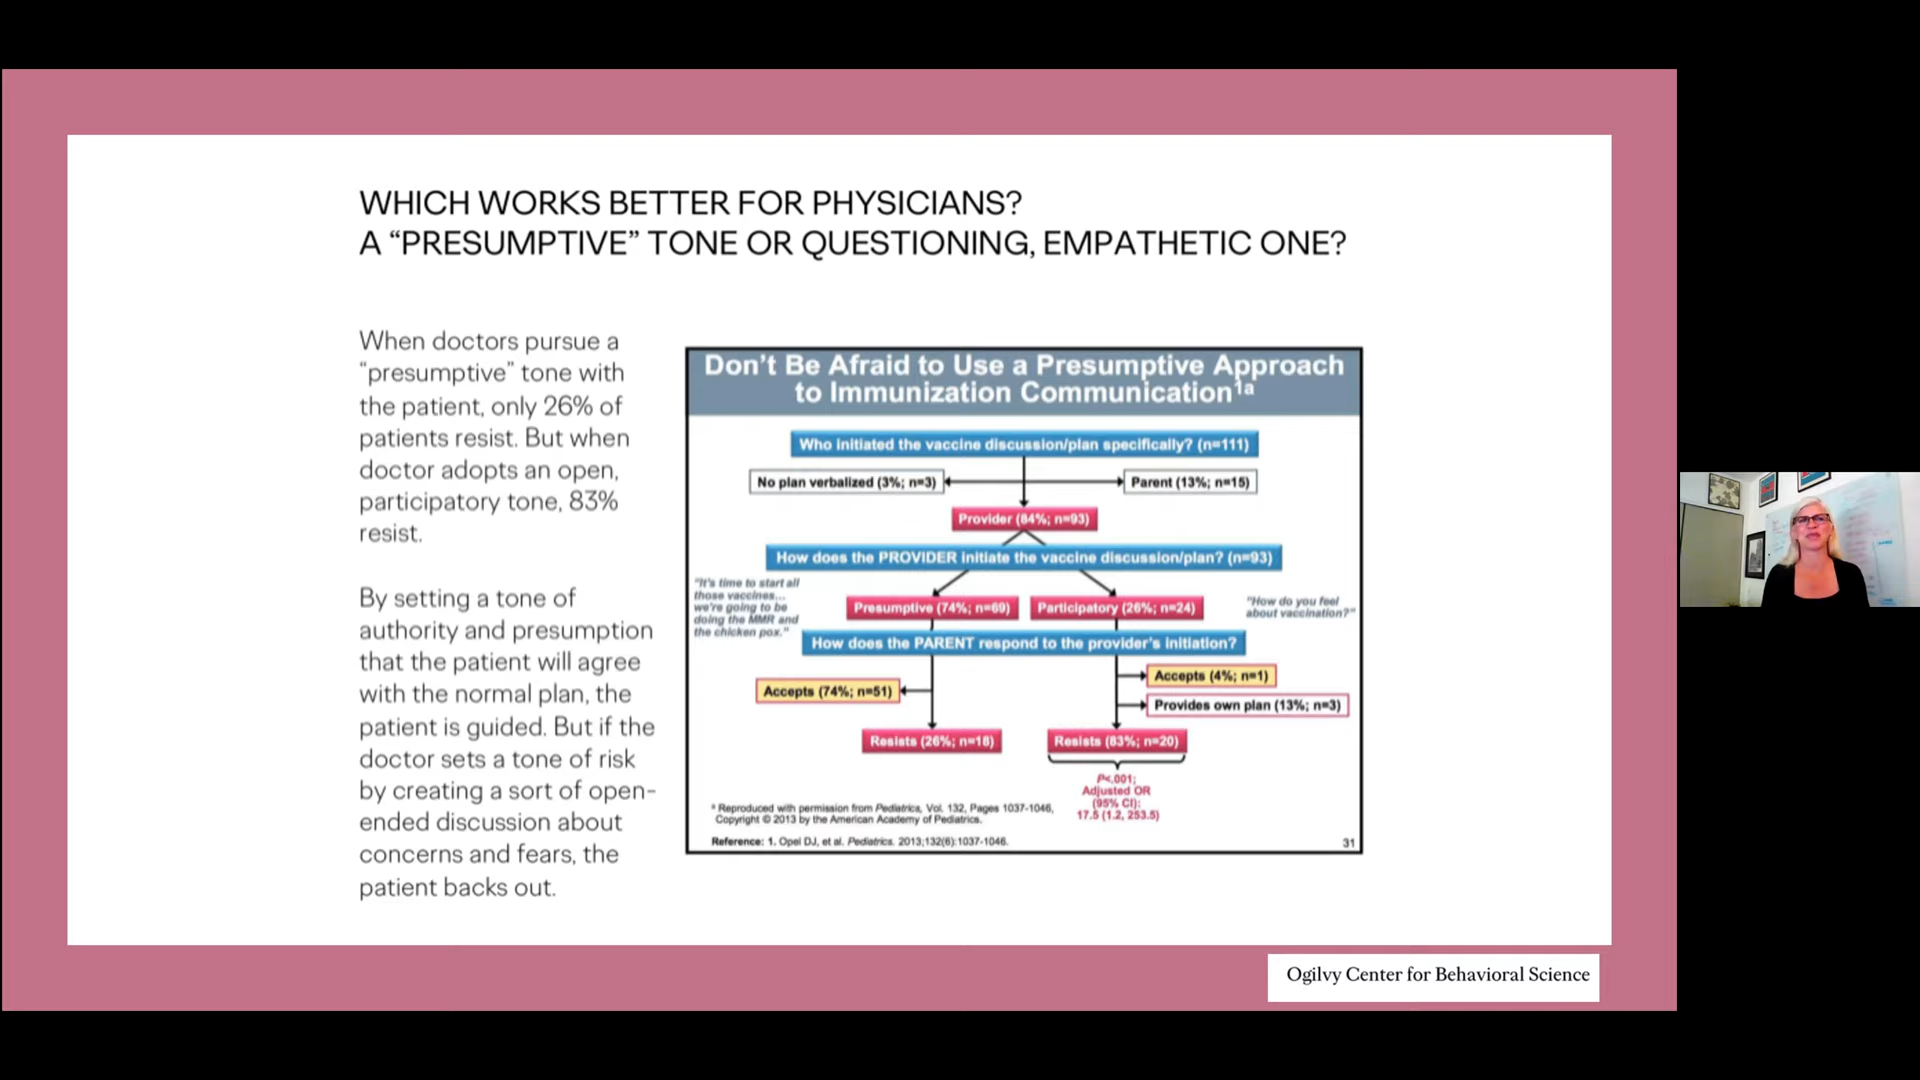 WHICH WORKS BETTER FOR PHYSICIANS?
A “PRESUMPTIVE” TONE OR QUESTIONING, EMPATHETIC ONE?
When doctors pursue a
“presumptive” tone with
the patient, only 26% of
patients resist. But when
doctor adopts an open,
participatory tone, 83%
resist.
By setting a tone of
authority and presumption
that the patient will agree
with the normal plan, the
patient is guided. But if the
doctor sets a tone of risk
by creating a sort of open-
ended discussion about
concerns and fears, the
patient backs out.
Don’t Be Afraid to Use a Presumptive Approach
to Immunization Communication1a
Who initiated the vaccine discussion/plan specifically? (n=111)
No plan verbalized (3%; n=3)
Parent (13%; n=15)
Provider (84%; n=93)
How does the PROVIDER initiate the vaccine discussion/plan? (n=93)
"It's time to start all
those vaccines...
we're going to be
doing the MMR and
the chicken pox."
Presumptive (74%; n=69)
Participatory (26%; n=24)
"How do you feel
about vaccination?"
How does the PARENT respond to the provider's initiation?
Accepts (74%; n=51)
Accepts (4%; n=1)
Provides own plan (13%; n=3)
Resists (26%; n=18)
Resists (83%; n=20)
P<.001;
Adjusted OR
(95% CI):
17.5 (1.2, 253.5)
a Reproduced with permission from Pediatrics, Vol. 132, Pages 1037-1046,
Copyright © 2013 by the American Academy of Pediatrics.
Reference: 1. Opel DJ, et al. Pediatrics. 2013;132(6):1037-1046.
31
Ogilvy Center for Behavioral Science